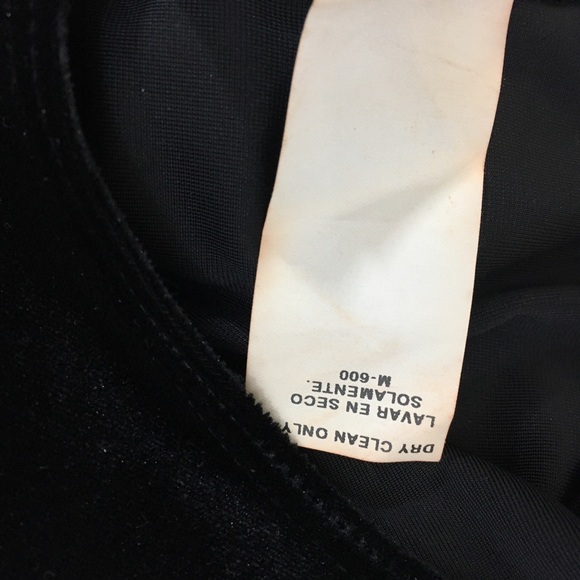 DRY CLEAN ONLY
LAVAR EN SECO
SOLAMENTE.
M-600